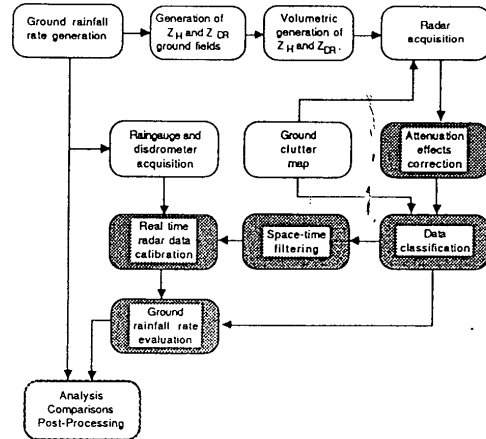 Ground rainfall
rate generation
Generation of
Z H and Z DR
ground fields
Volumetric
generation of
Z H and Z DR.
Radar
acquisition
Raingauge and
disdrometer
acquisition
Ground
clutter
map
Attenuation
effects
correction
Real time
radar data
calibration
Space-time
filtering
Data
classification
Ground
rainfall rate
evaluation
Analysis
Comparisons
Post-Processing